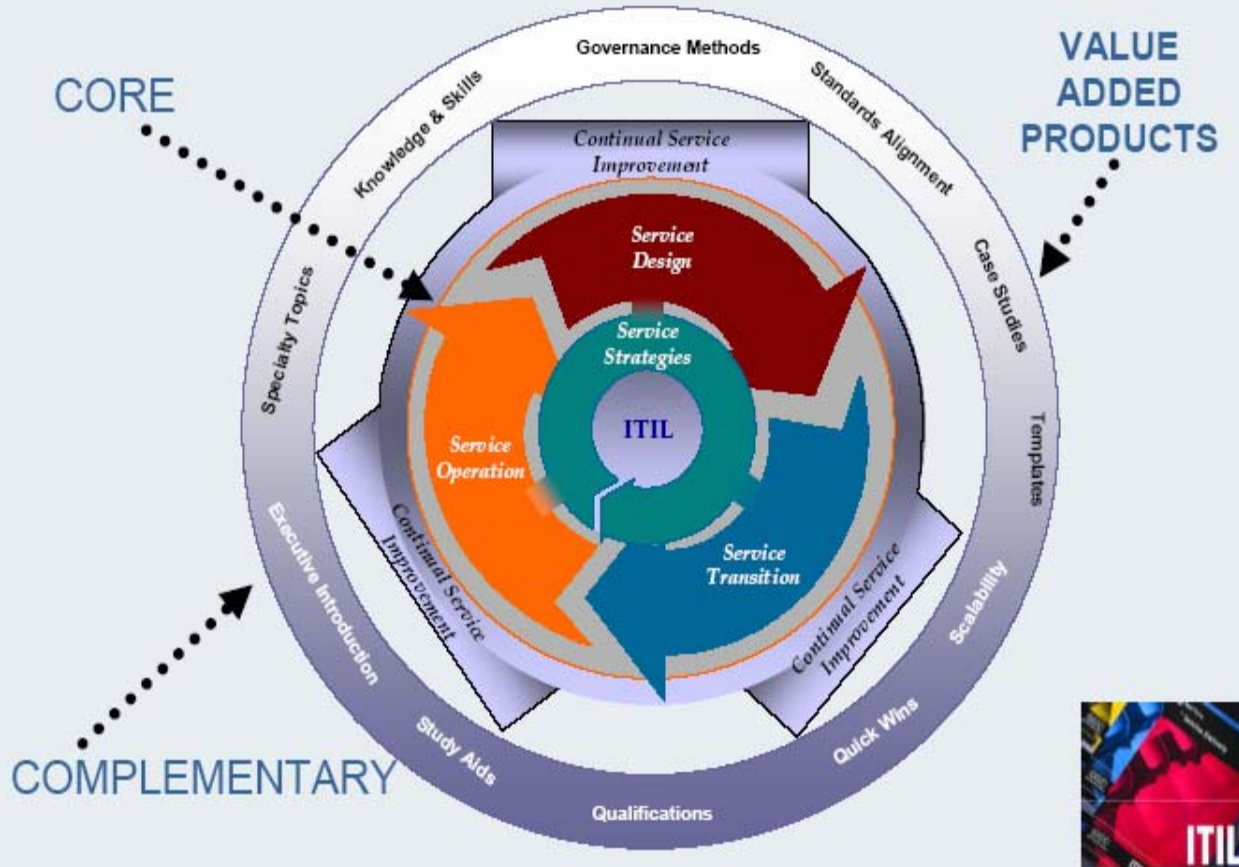 CORE
VALUE
ADDED
PRODUCTS
COMPLEMENTARY
Governance Methods
Standards Alignment
Case Studies
Templates
Scalability
Quick Wins
Qualifications
Study Aids
Executive Introduction
Specialty Topics
Knowledge & Skills
Continual Service
Improvement
Continual Service
Improvement
Continual Service
Improvement
Service
Design
Service
Transition
Service
Operation
Service
Strategies
ITIL
ITIL